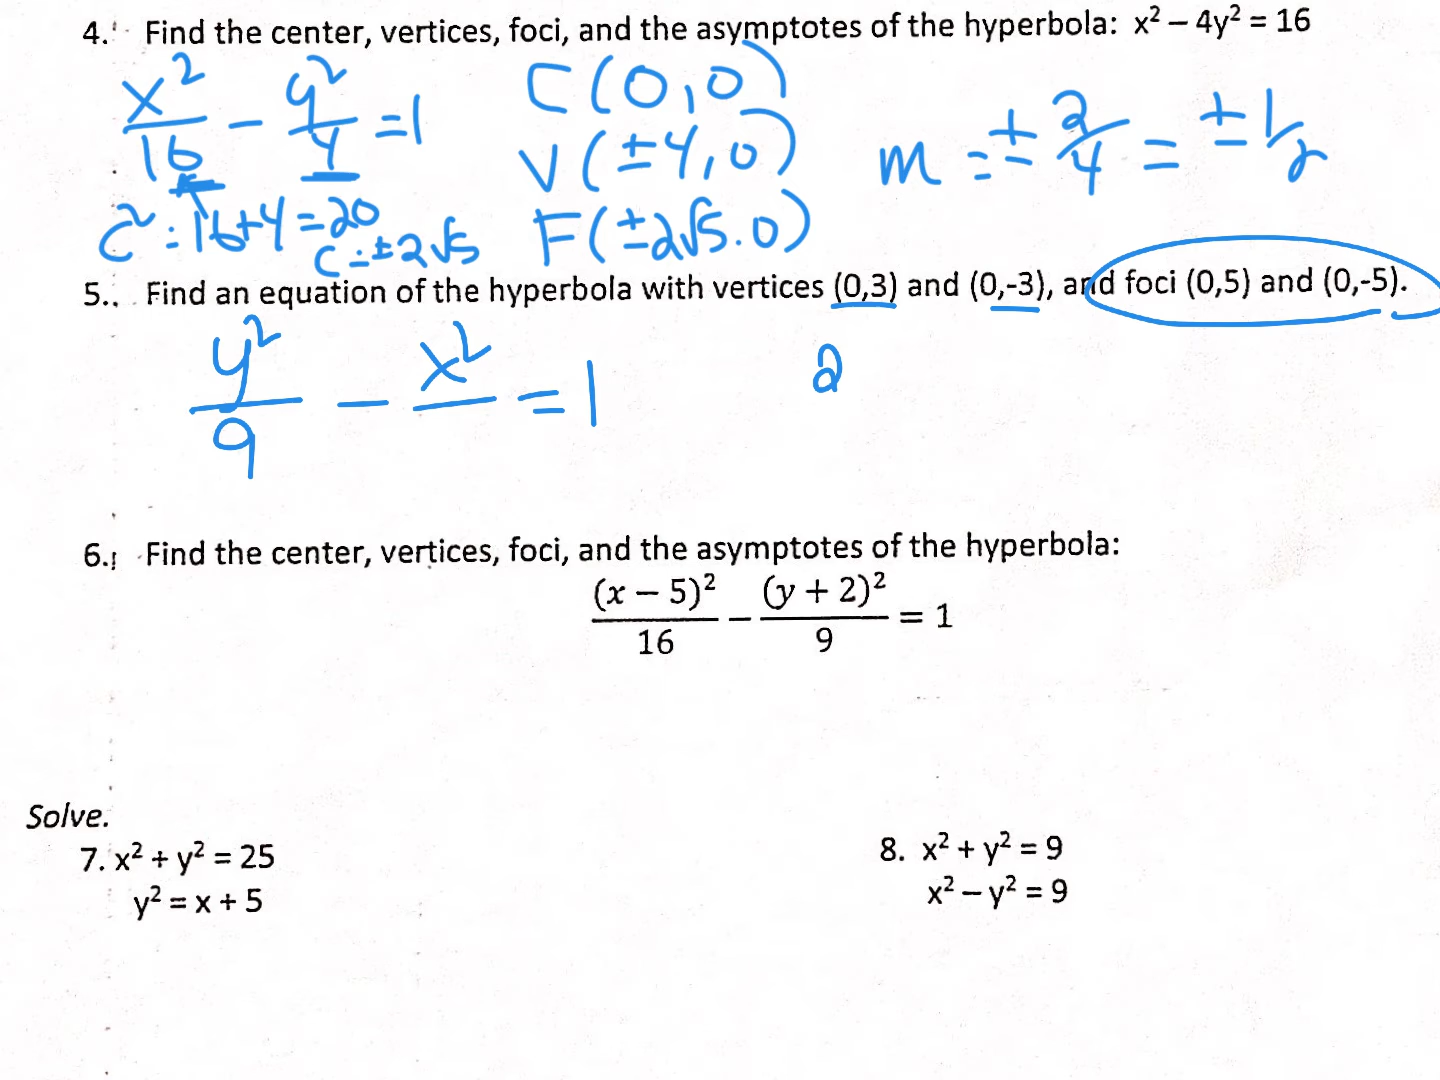 4. Find the center, vertices, foci, and the asymptotes of the hyperbola: x² – 4y² = 16
x²/16 – y²/4 = 1
C(0,0)
V(±4,0)
m = ± 2/4 = ± 1/2
c² = 16+4 = 20
c = ±2√5
F(±2√5.0)
5.. Find an equation of the hyperbola with vertices (0,3) and (0,-3), and foci (0,5) and (0,-5).
y²/9 – x²/ = 1
2
6. Find the center, vertices, foci, and the asymptotes of the hyperbola:
(x – 5)²/16 – (y + 2)²/9 = 1
Solve.
7. x² + y² = 25
y² = x + 5
8. x² + y² = 9
x² – y² = 9